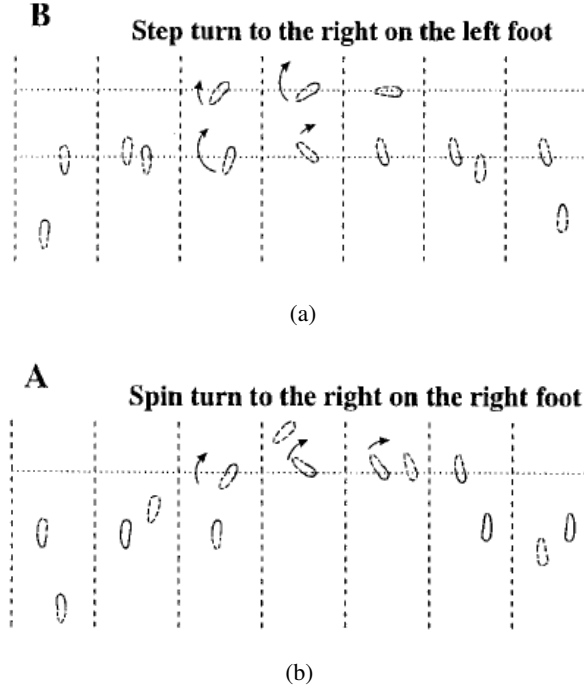 B
Step turn to the right on the left foot
(a)
A
Spin turn to the right on the right foot
(b)